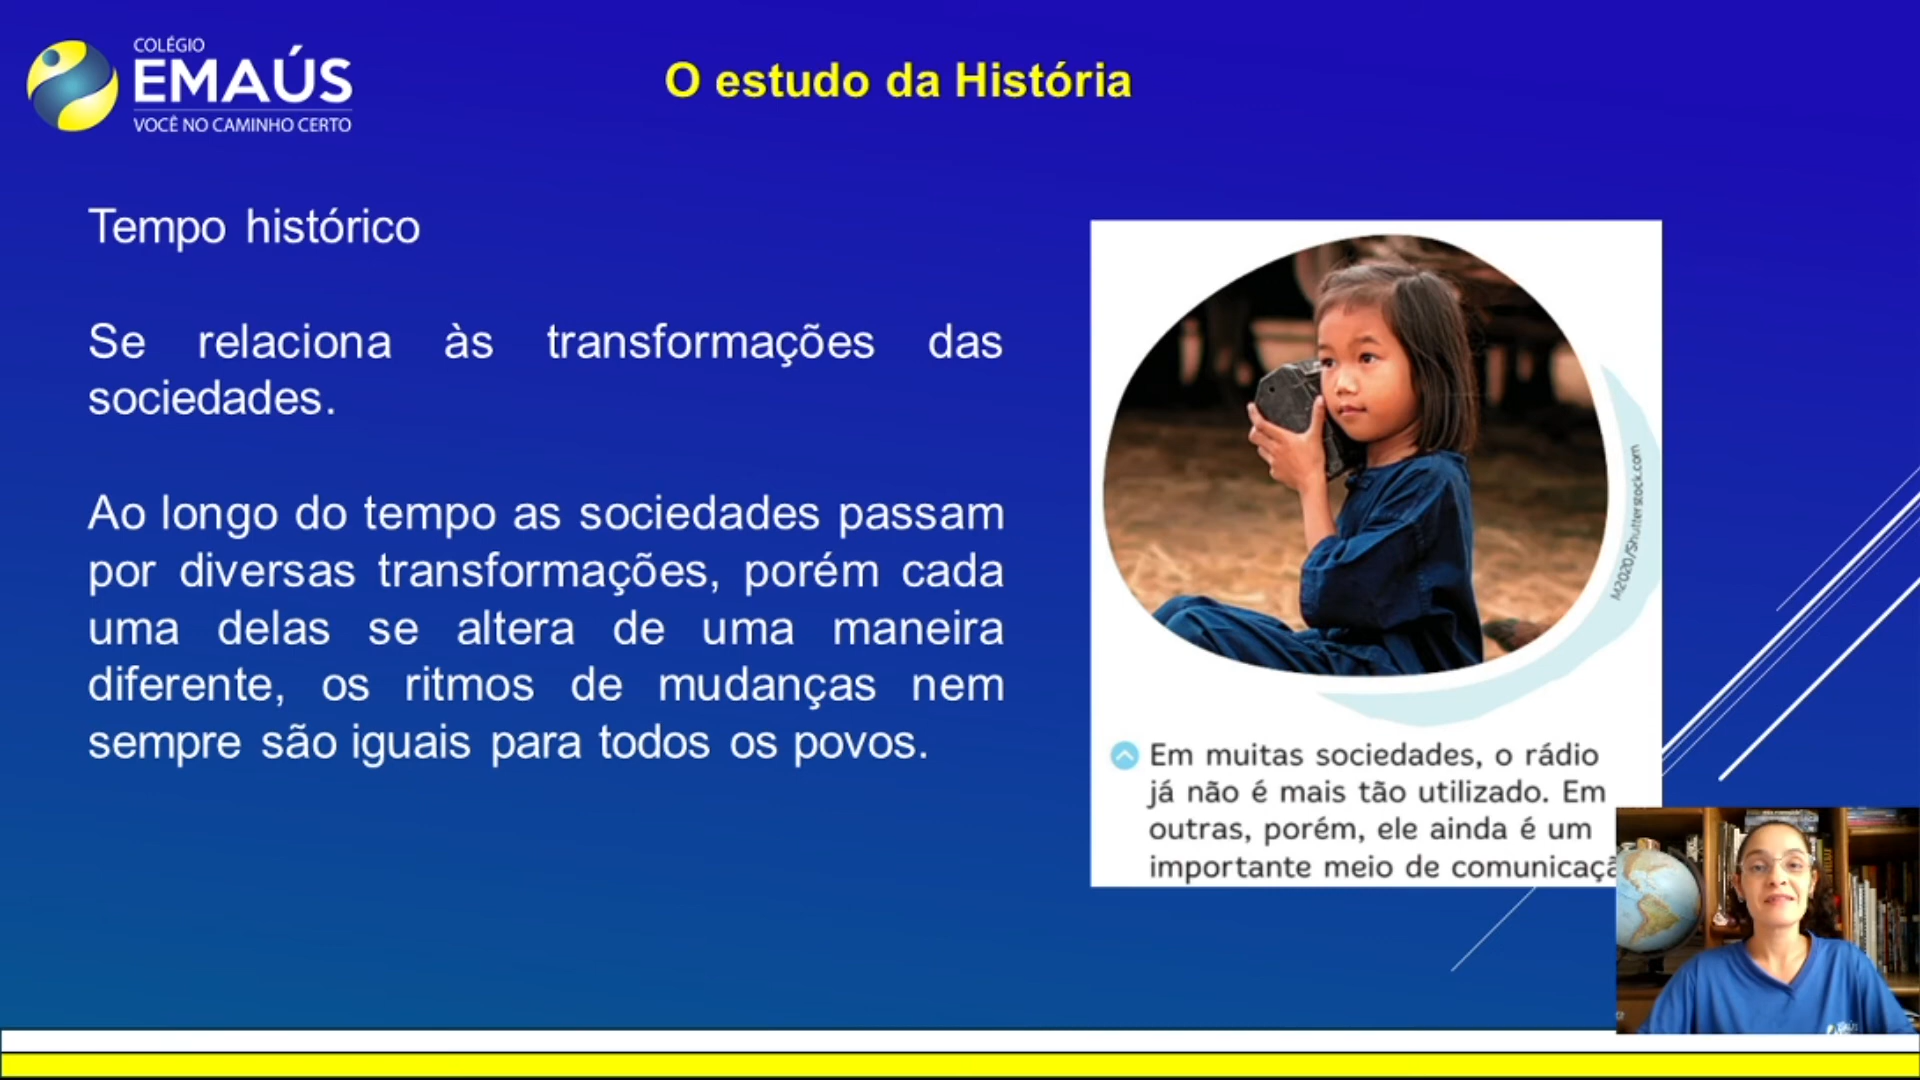 COLÉGIO
EMAÚS
VOCÊ NO CAMINHO CERTO
O estudo da História
Tempo histórico
Se relaciona às transformações das
sociedades.
Ao longo do tempo as sociedades passam
por diversas transformações, porém cada
uma delas se altera de uma maneira
diferente, os ritmos de mudanças nem
sempre são iguais para todos os povos.
M2020/Shutterstock.com
Em muitas sociedades, o rádio
já não é mais tão utilizado. Em
outras, porém, ele ainda é um
importante meio de comunicaçã